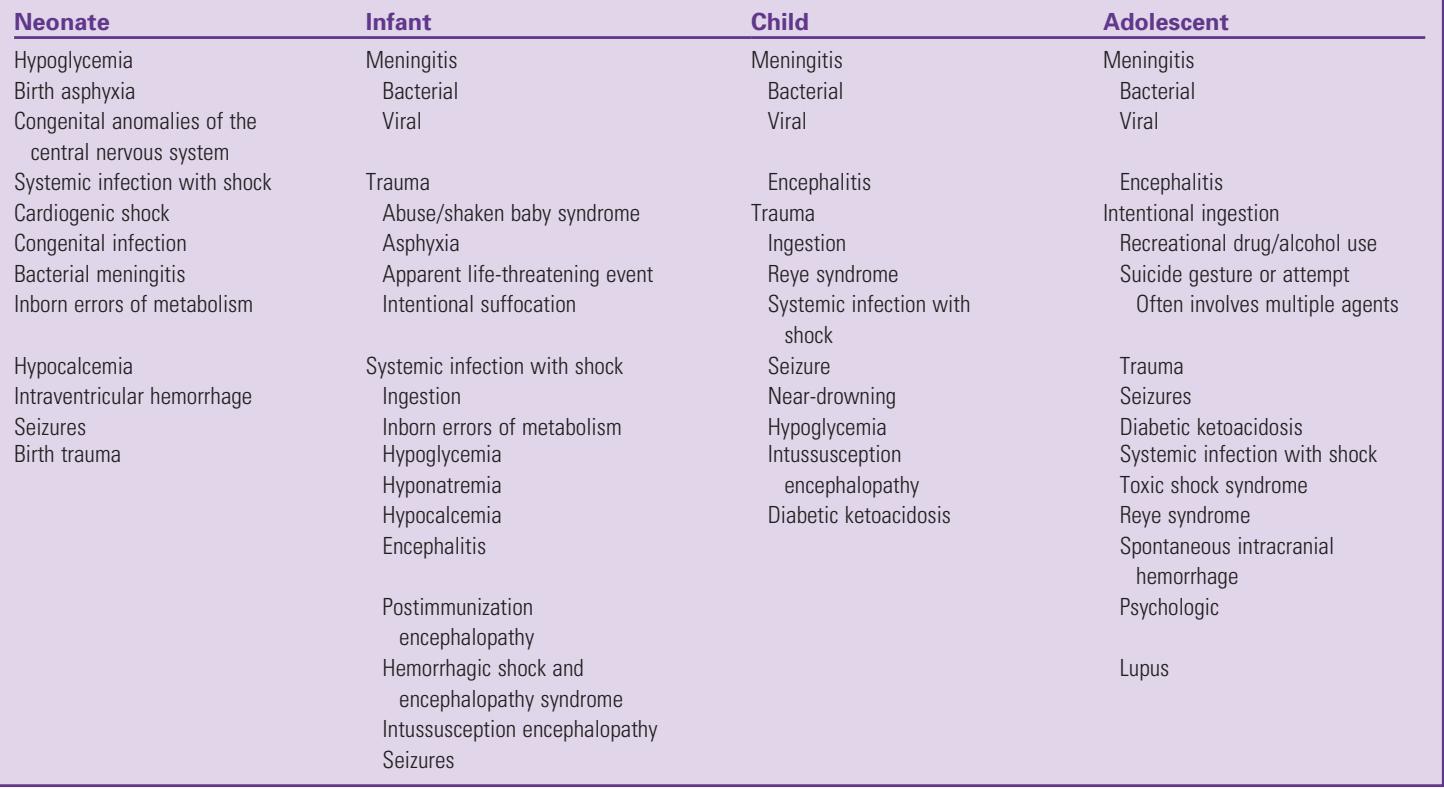 Neonate Infant Child Adolescent
Hypoglycemia Meningitis Meningitis Meningitis
Birth asphyxia Bacterial Bacterial Bacterial
Congenital anomalies of the Viral Viral Viral
central nervous system
Systemic infection with shock Trauma Encephalitis Encephalitis
Cardiogenic shock Abuse/shaken baby syndrome Trauma Intentional ingestion
Congenital infection Asphyxia Ingestion Recreational drug/alcohol use
Bacterial meningitis Apparent life-threatening event Reye syndrome Suicide gesture or attempt
Inborn errors of metabolism Intentional suffocation Systemic infection with Often involves multiple agents
shock
Hypocalcemia Systemic infection with shock Seizure Trauma
Intraventricular hemorrhage Ingestion Near-drowning Seizures
Seizures Inborn errors of metabolism Hypoglycemia Diabetic ketoacidosis
Birth trauma Hypoglycemia Intussusception Systemic infection with shock
Hyponatremia encephalopathy Toxic shock syndrome
Hypocalcemia Diabetic ketoacidosis Reye syndrome
Encephalitis Spontaneous intracranial
hemorrhage
Postimmunization Psychologic
encephalopathy
Hemorrhagic shock and Lupus
encephalopathy syndrome
Intussusception encephalopathy
Seizures